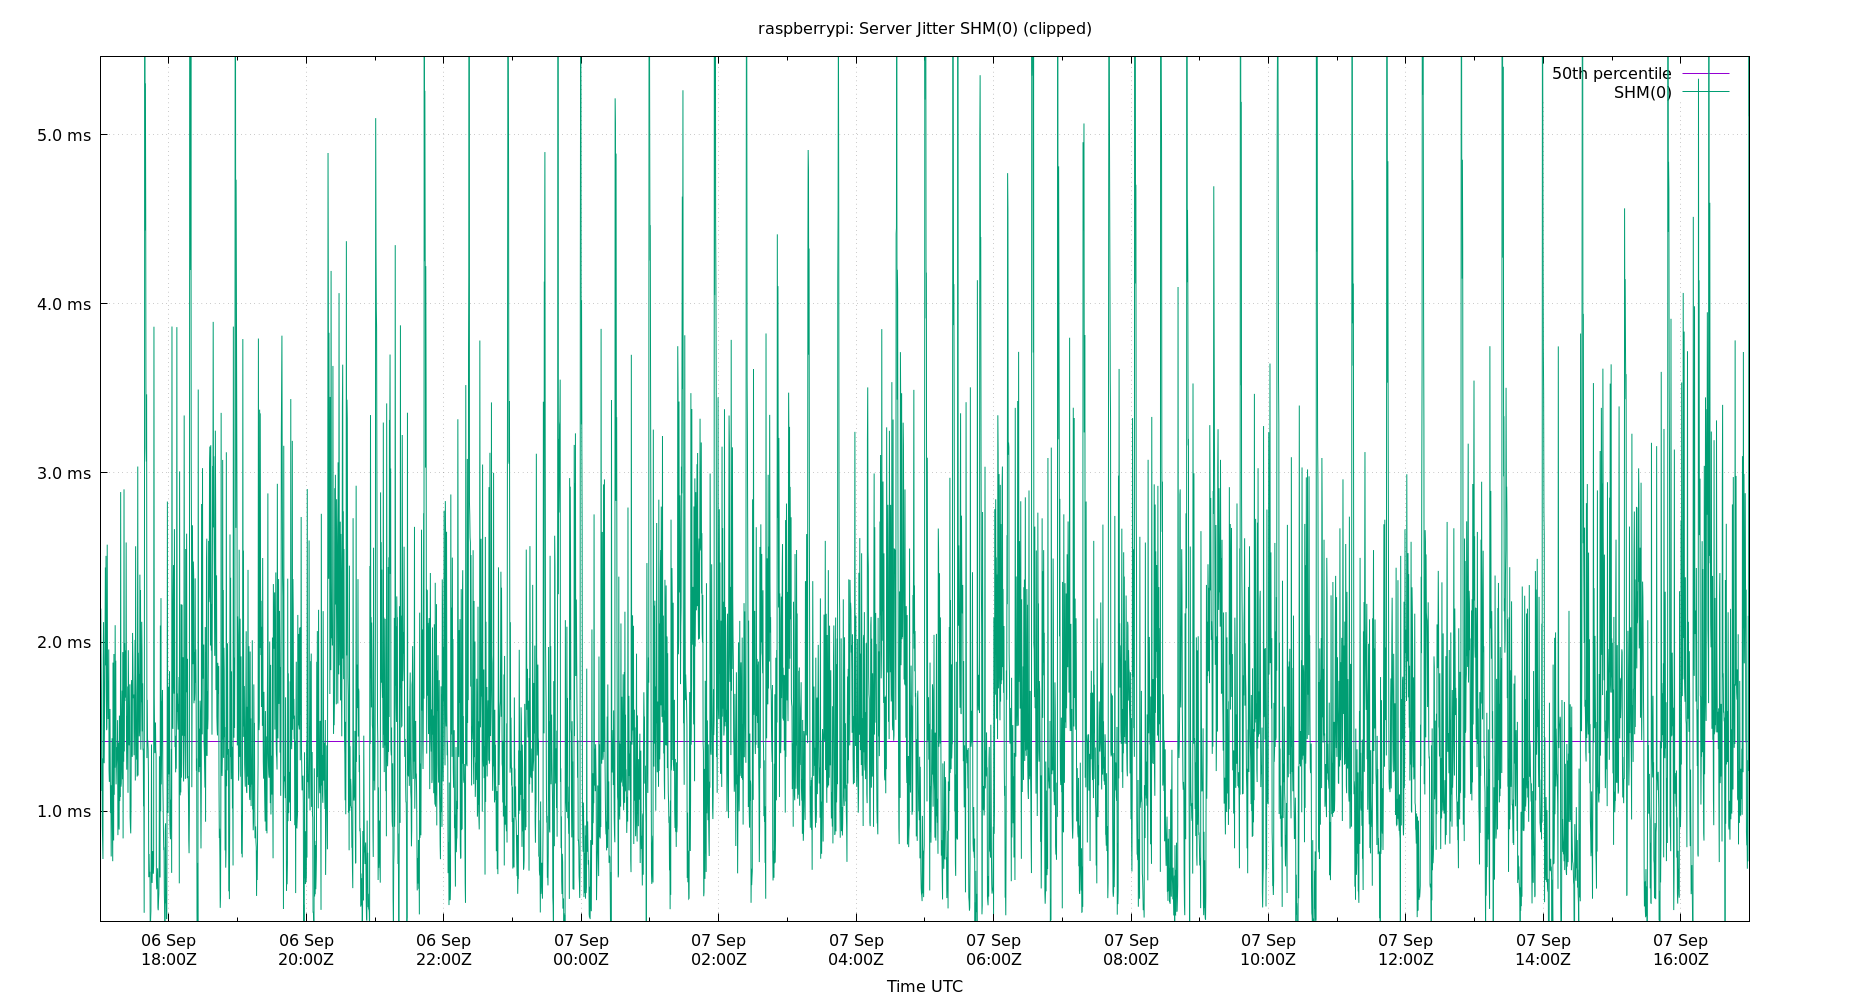 raspberrypi: Server Jitter SHM(0) (clipped)
50th percentile
SHM(0)
5.0 ms
4.0 ms
3.0 ms
2.0 ms
1.0 ms
06 Sep 06 Sep 06 Sep 07 Sep 07 Sep 07 Sep 07 Sep 07 Sep 07 Sep 07 Sep 07 Sep 07 Sep
18:00Z 20:00Z 22:00Z 00:00Z 02:00Z 04:00Z 06:00Z 08:00Z 10:00Z 12:00Z 14:00Z 16:00Z
Time UTC